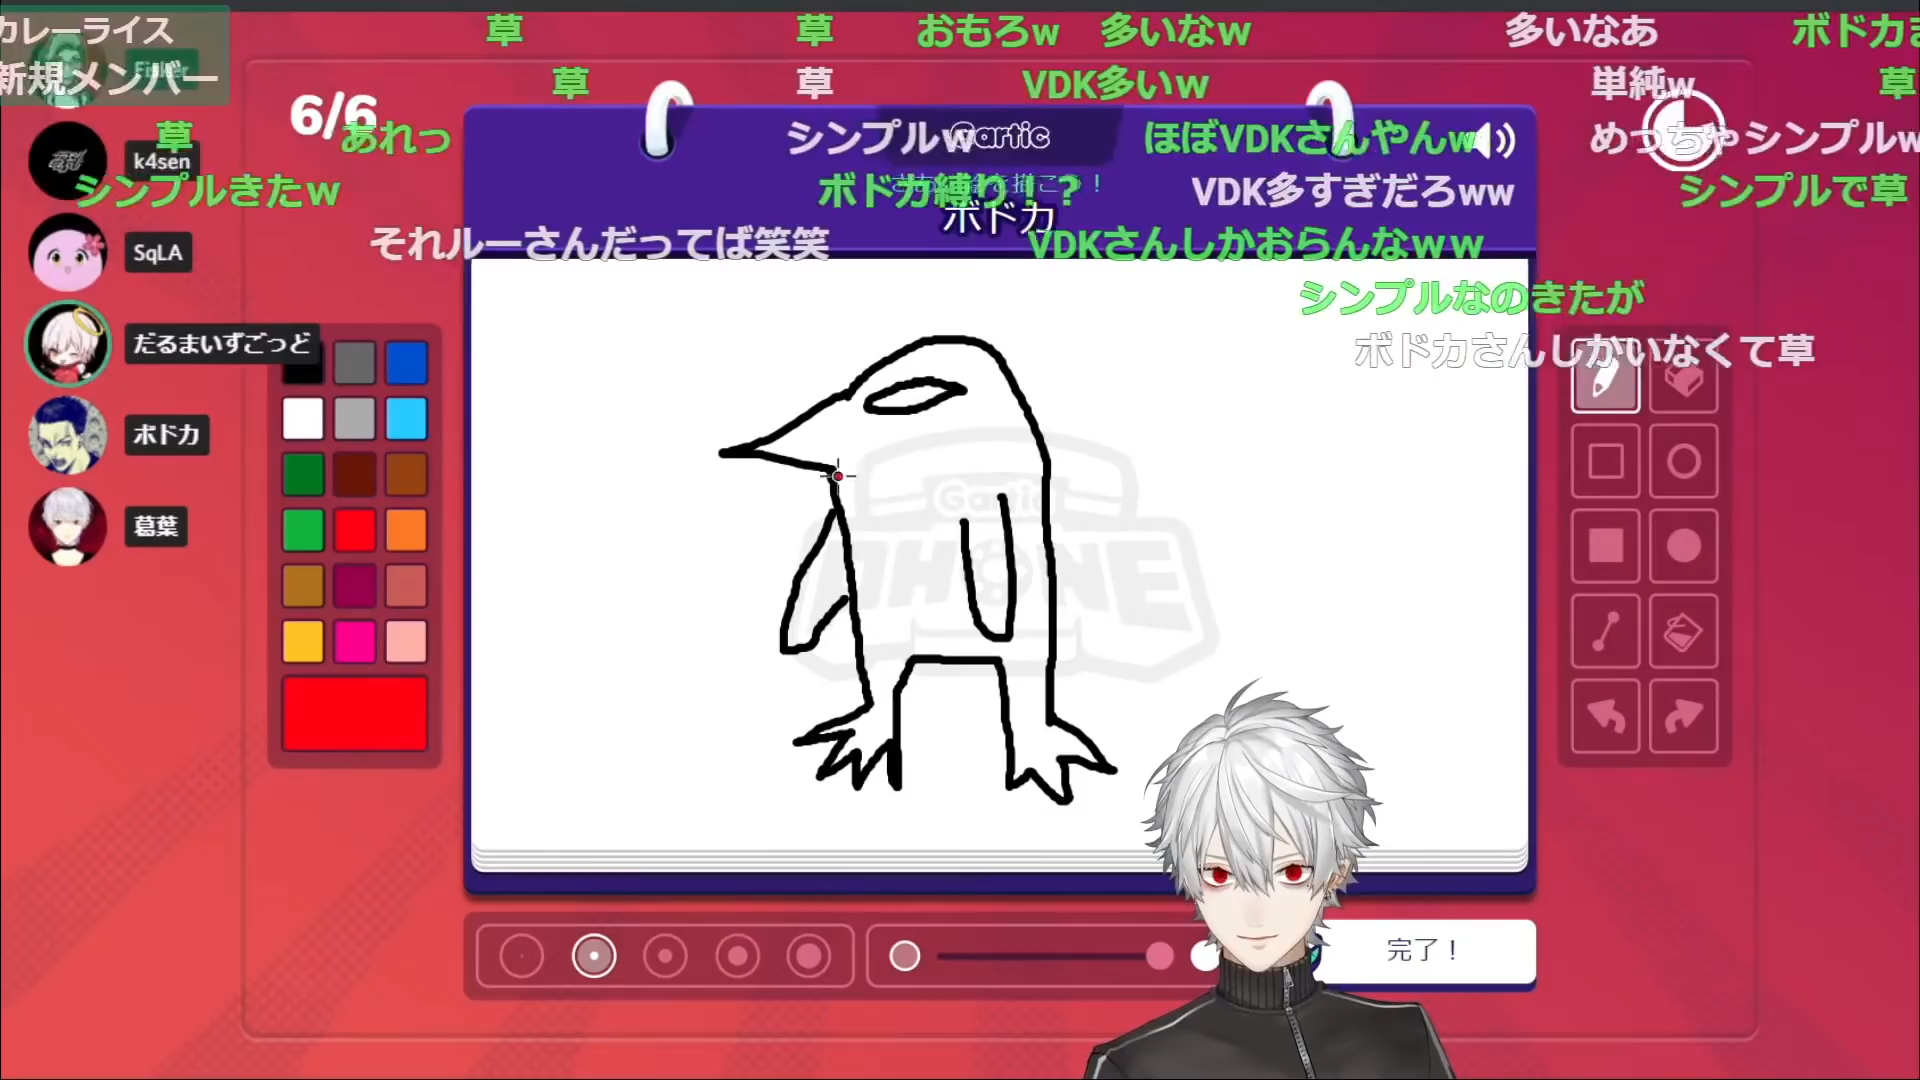 カレーライス
新規メンバー
草
草
おもろw
多いなw
多いなあ
草
草
VDK多いw
単純w
草
6/6
草
あれっ
シンプルw
Gartic
ほぼVDKさんやんw
めっちゃシンプルw
k4sen
シンプルきたw
ボドカ縛り！？
VDK多すぎだろww
シンプルで草
ボドカ
SqLA
それルーさんだってば笑笑
VDKさんしかおらんなww
シンプルなのきたが
だるまいずごっど
ボドカさんしかいなくて草
ボドカ
葛葉
Gartic
PHONE
完了！